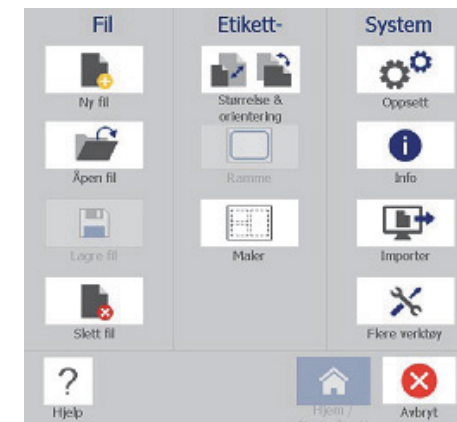 Fil
Ny fil
Åpen fil
Lagre fil
Slett fil
Etikett-
Størrelse &
orientering
Ramme
Maler
System
Oppsett
Info
Importer
Flere verktøy
Hjelp
Hjem /
Avbryt